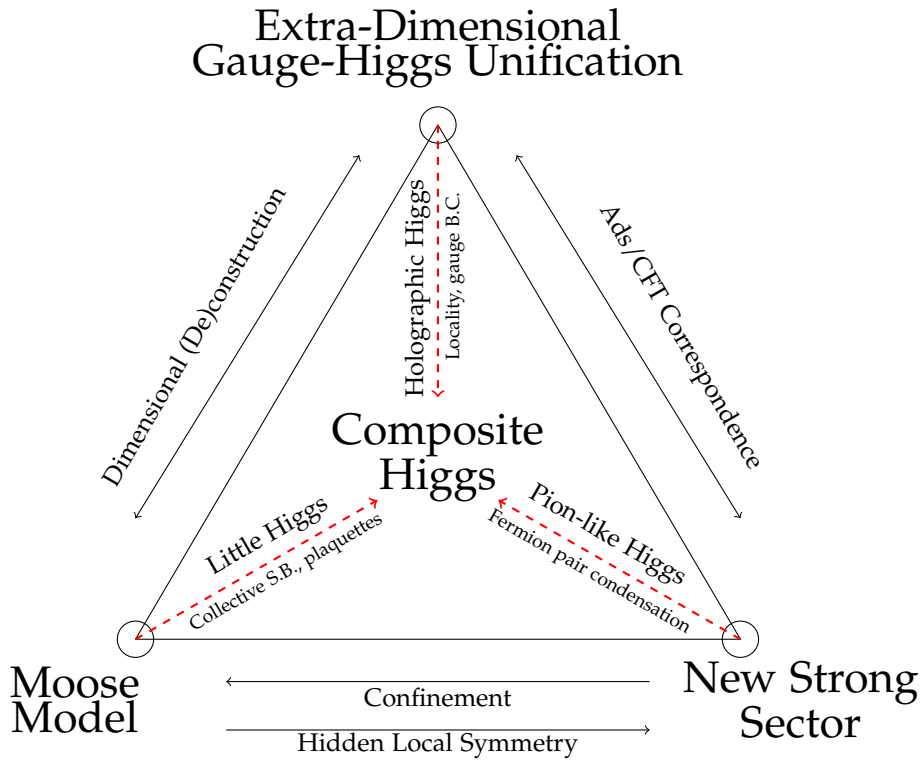 Extra-Dimensional
Gauge-Higgs Unification
Dimensional (De)construction
Holographic Higgs
Locality, gauge B.C.
Ads/CFT Correspondence
Composite
Higgs
Little Higgs
Collective S.B., plaquettes
Pion-like Higgs
Fermion pair condensation
Moose
Model
Confinement
Hidden Local Symmetry
New Strong
Sector